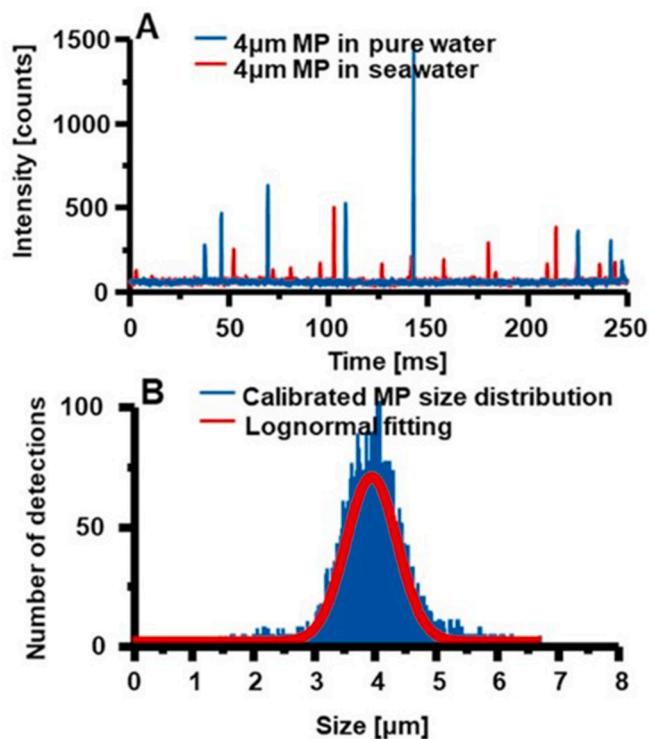 A
4µm MP in pure water
4µm MP in seawater
1500
1000
500
0
Intensity [counts]
0 50 100 150 200 250
Time [ms]
B
Calibrated MP size distribution
Lognormal fitting
100
50
0
Number of detections
0 1 2 3 4 5 6 7 8
Size [µm]